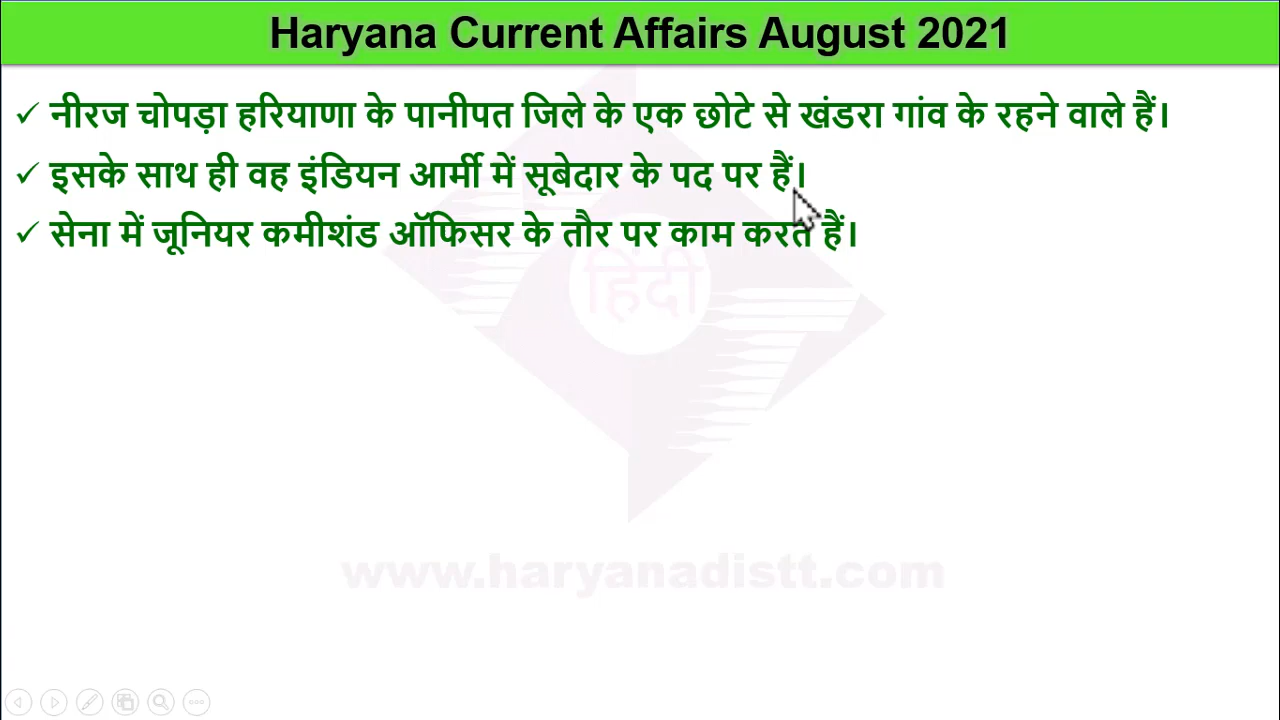 Haryana Current Affairs August 2021
✓ नीरज चोपड़ा हरियाणा के पानीपत जिले के एक छोटे से खंडरा गांव के रहने वाले हैं।
✓ इसके साथ ही वह इंडियन आर्मी में सूबेदार के पद पर हैं।
✓ सेना में जूनियर कमीशंड ऑफिसर के तौर पर काम करते हैं।
हिंदी
www.haryanadistt.com